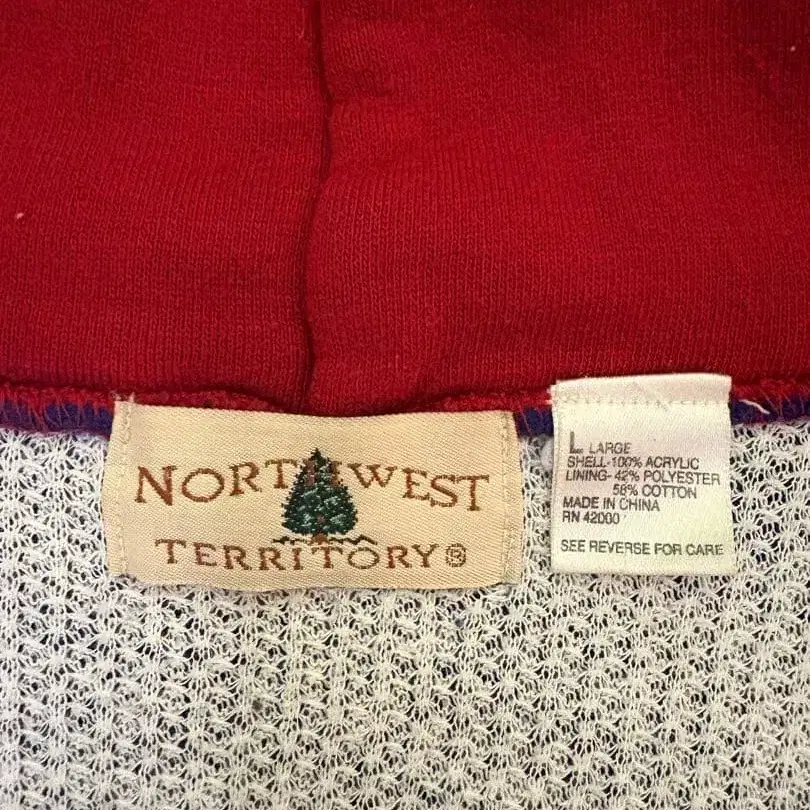 NORTHWEST
TERRITORY®
L LARGE
SHELL-100% ACRYLIC
LINING- 42% POLYESTER
58% COTTON
MADE IN CHINA
RN 42000
SEE REVERSE FOR CARE